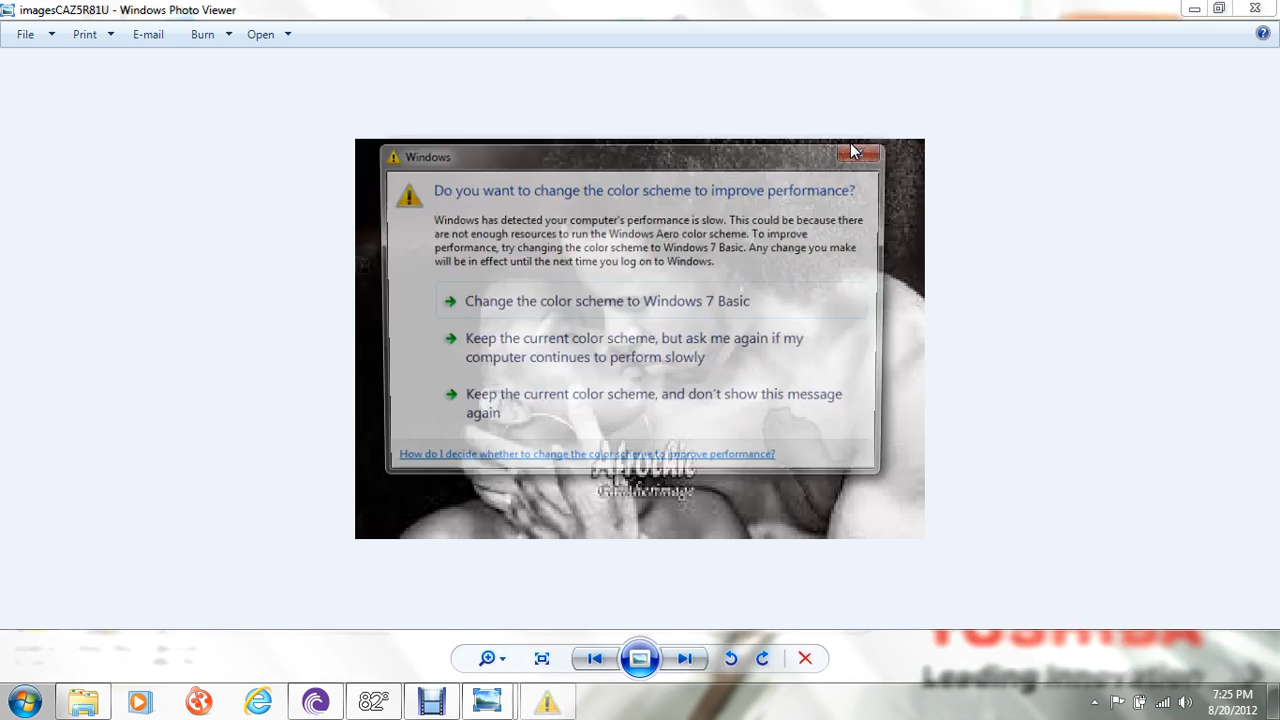 imagesCAZ5R81U - Windows Photo Viewer
File Print E-mail Burn Open
Windows
Do you want to change the color scheme to improve performance?
Windows has detected your computer's performance is slow. This could be because there
are not enough resources to run the Windows Aero color scheme. To improve
performance, try changing the color scheme to Windows 7 Basic. Any change you make
will be in effect until the next time you log on to Windows.
Change the color scheme to Windows 7 Basic
Keep the current color scheme, but ask me again if my
computer continues to perform slowly
Keep the current color scheme, and don't show this message
again
How do I decide whether to change the color scheme to improve performance?
TOSHIBA
Leading
82°
7:25 PM
8/20/2012